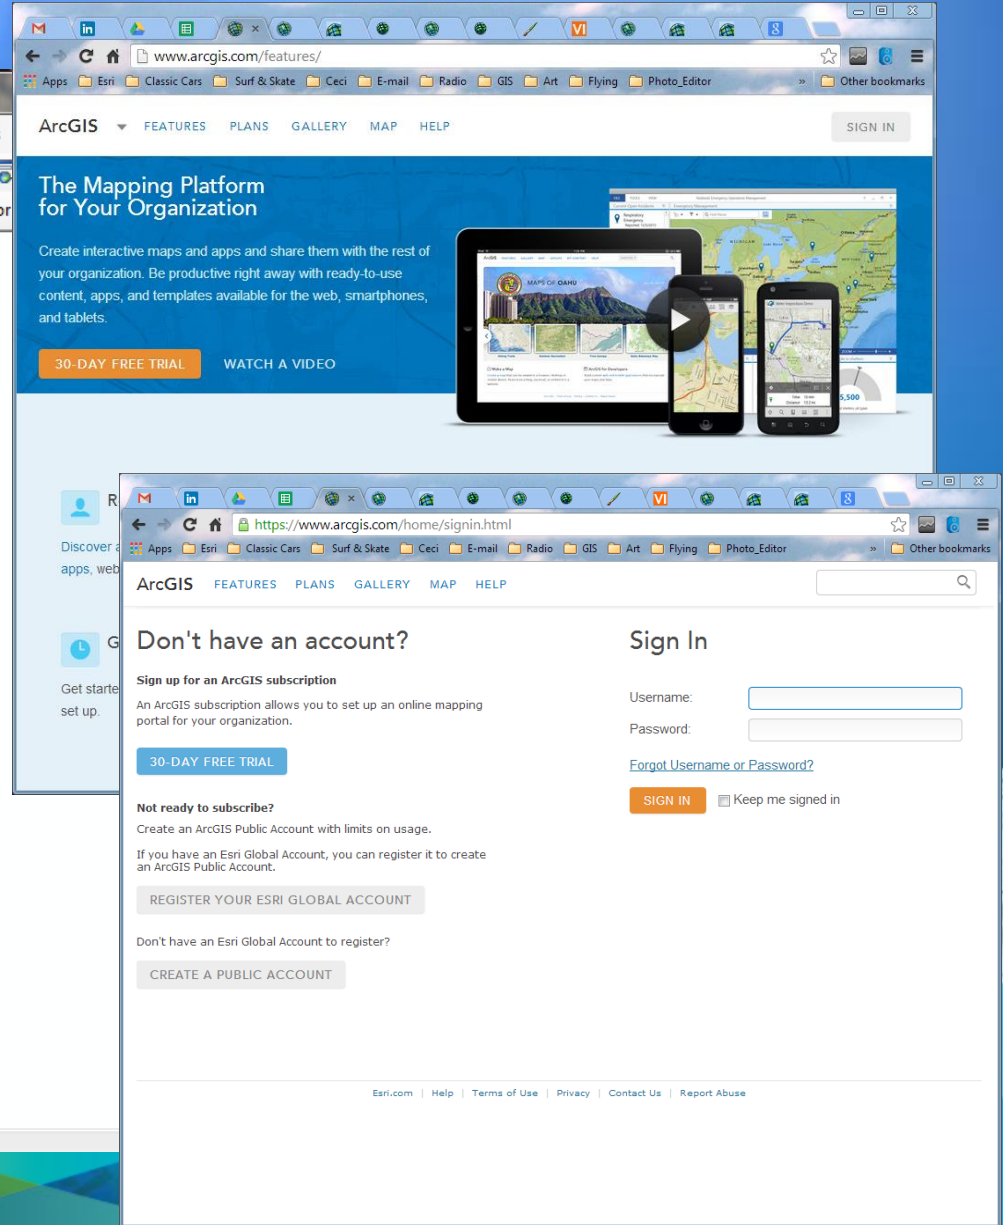 www.arcgis.com/features/
Apps Esri Classic Cars Surf & Skate Ceci E-mail Radio GIS Art Flying Photo_Editor » Other bookmarks
ArcGIS FEATURES PLANS GALLERY MAP HELP SIGN IN
The Mapping Platform
for Your Organization
Create interactive maps and apps and share them with the rest of
your organization. Be productive right away with ready-to-use
content, apps, and templates available for the web, smartphones,
and tablets.
30-DAY FREE TRIAL WATCH A VIDEO
MAPS OF OAHU
5,500
Discover
apps, web
Get starte
set up.
https://www.arcgis.com/home/signin.html
Apps Esri Classic Cars Surf & Skate Ceci E-mail Radio GIS Art Flying Photo_Editor » Other bookmarks
ArcGIS FEATURES PLANS GALLERY MAP HELP
Don't have an account?
Sign up for an ArcGIS subscription
An ArcGIS subscription allows you to set up an online mapping
portal for your organization.
30-DAY FREE TRIAL
Not ready to subscribe?
Create an ArcGIS Public Account with limits on usage.
If you have an Esri Global Account, you can register it to create
an ArcGIS Public Account.
REGISTER YOUR ESRI GLOBAL ACCOUNT
Don't have an Esri Global Account to register?
CREATE A PUBLIC ACCOUNT
Sign In
Username:
Password:
Forgot Username or Password?
SIGN IN Keep me signed in
Esri.com | Help | Terms of Use | Privacy | Contact Us | Report Abuse